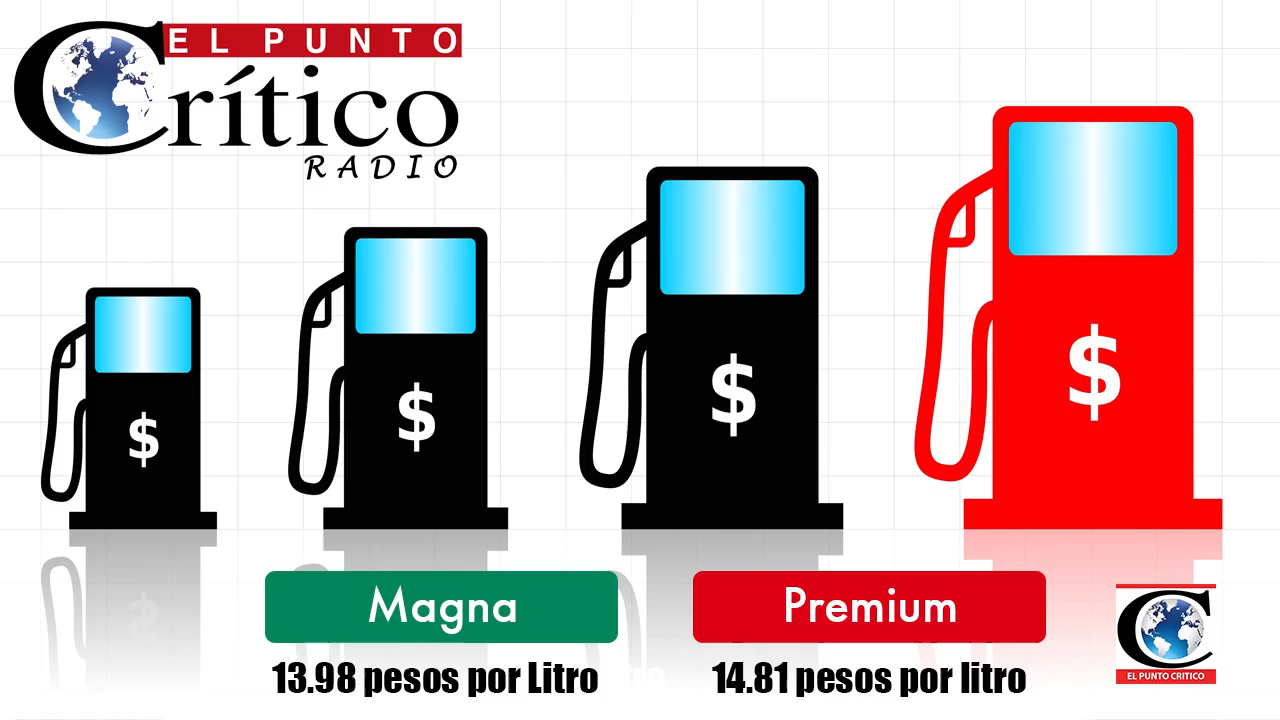 EL PUNTO
Crítico
RADIO
$
$
$
$
Magna
Premium
13.98 pesos por Litro
14.81 pesos por litro
C
EL PUNTO CRITICO